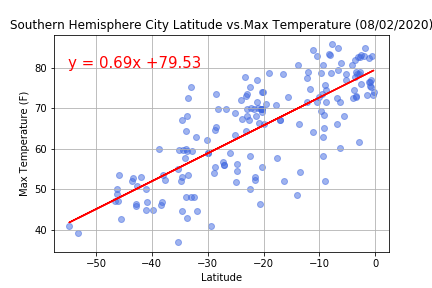 Southern Hemisphere City Latitude vs.Max Temperature (08/02/2020)
y = 0.69x +79.53
Max Temperature (F)
80
70
60
50
40
−50 −40 −30 −20 −10 0
Latitude